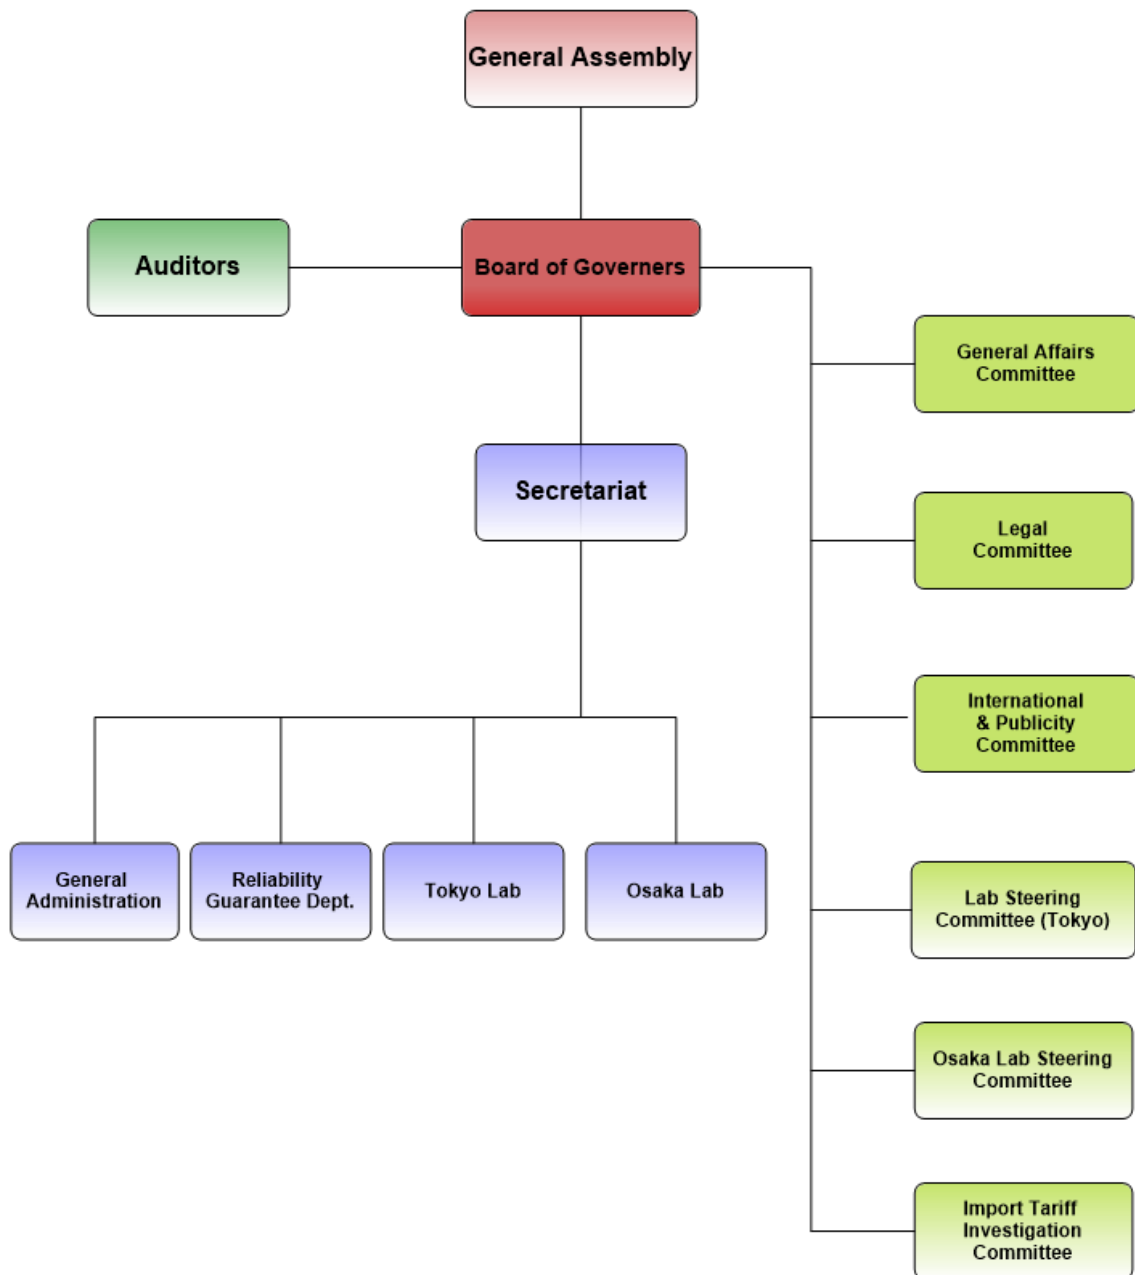 General Assembly
Auditors
Board of Governers
General Affairs
Committee
Secretariat
Legal
Committee
International
& Publicity
Committee
General
Administration
Reliability
Guarantee Dept.
Tokyo Lab
Osaka Lab
Lab Steering
Committee (Tokyo)
Osaka Lab Steering
Committee
Import Tariff
Investigation
Committee